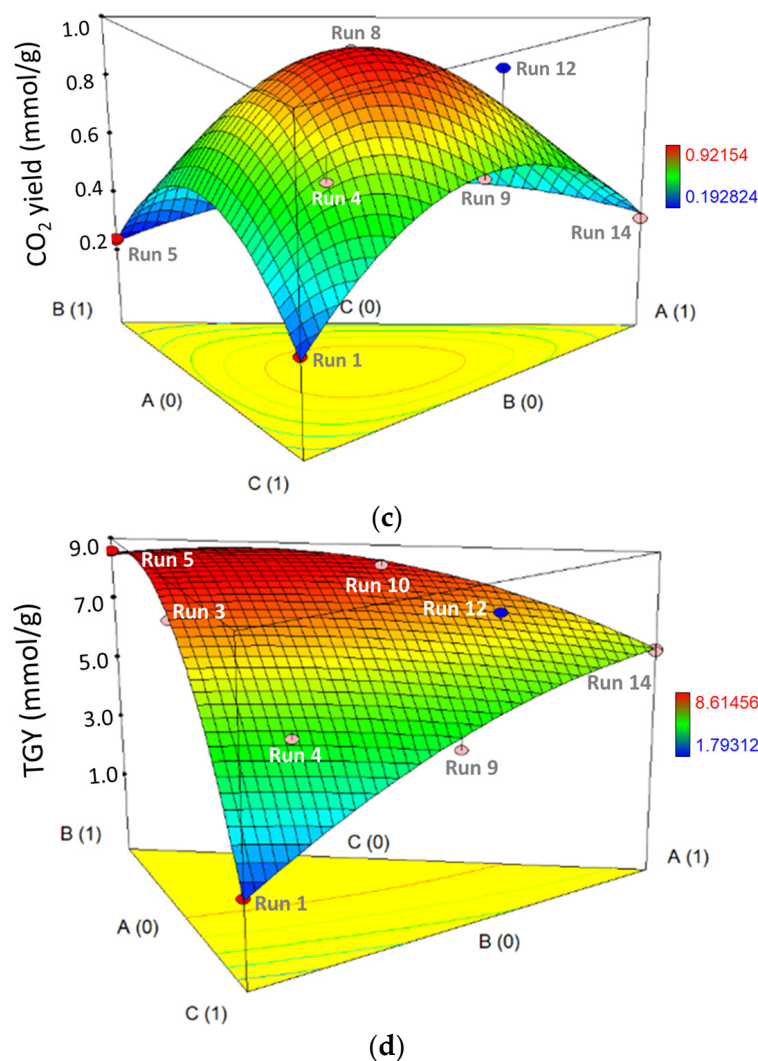 1.0
Run 8
Run 12
0.8
CO₂ yield (mmol/g)
0.6
0.92154
0.192824
0.4
Run 4
Run 9
0.2
Run 5
Run 14
B (1)
C (0)
A (1)
Run 1
A (0)
B (0)
C (1)
(c)
9.0
Run 5
Run 10
7.0
Run 3
Run 12
TGY (mmol/g)
5.0
Run 14
8.61456
1.79312
3.0
Run 4
Run 9
1.0
B (1)
C (0)
A (1)
Run 1
A (0)
B (0)
C (1)
(d)